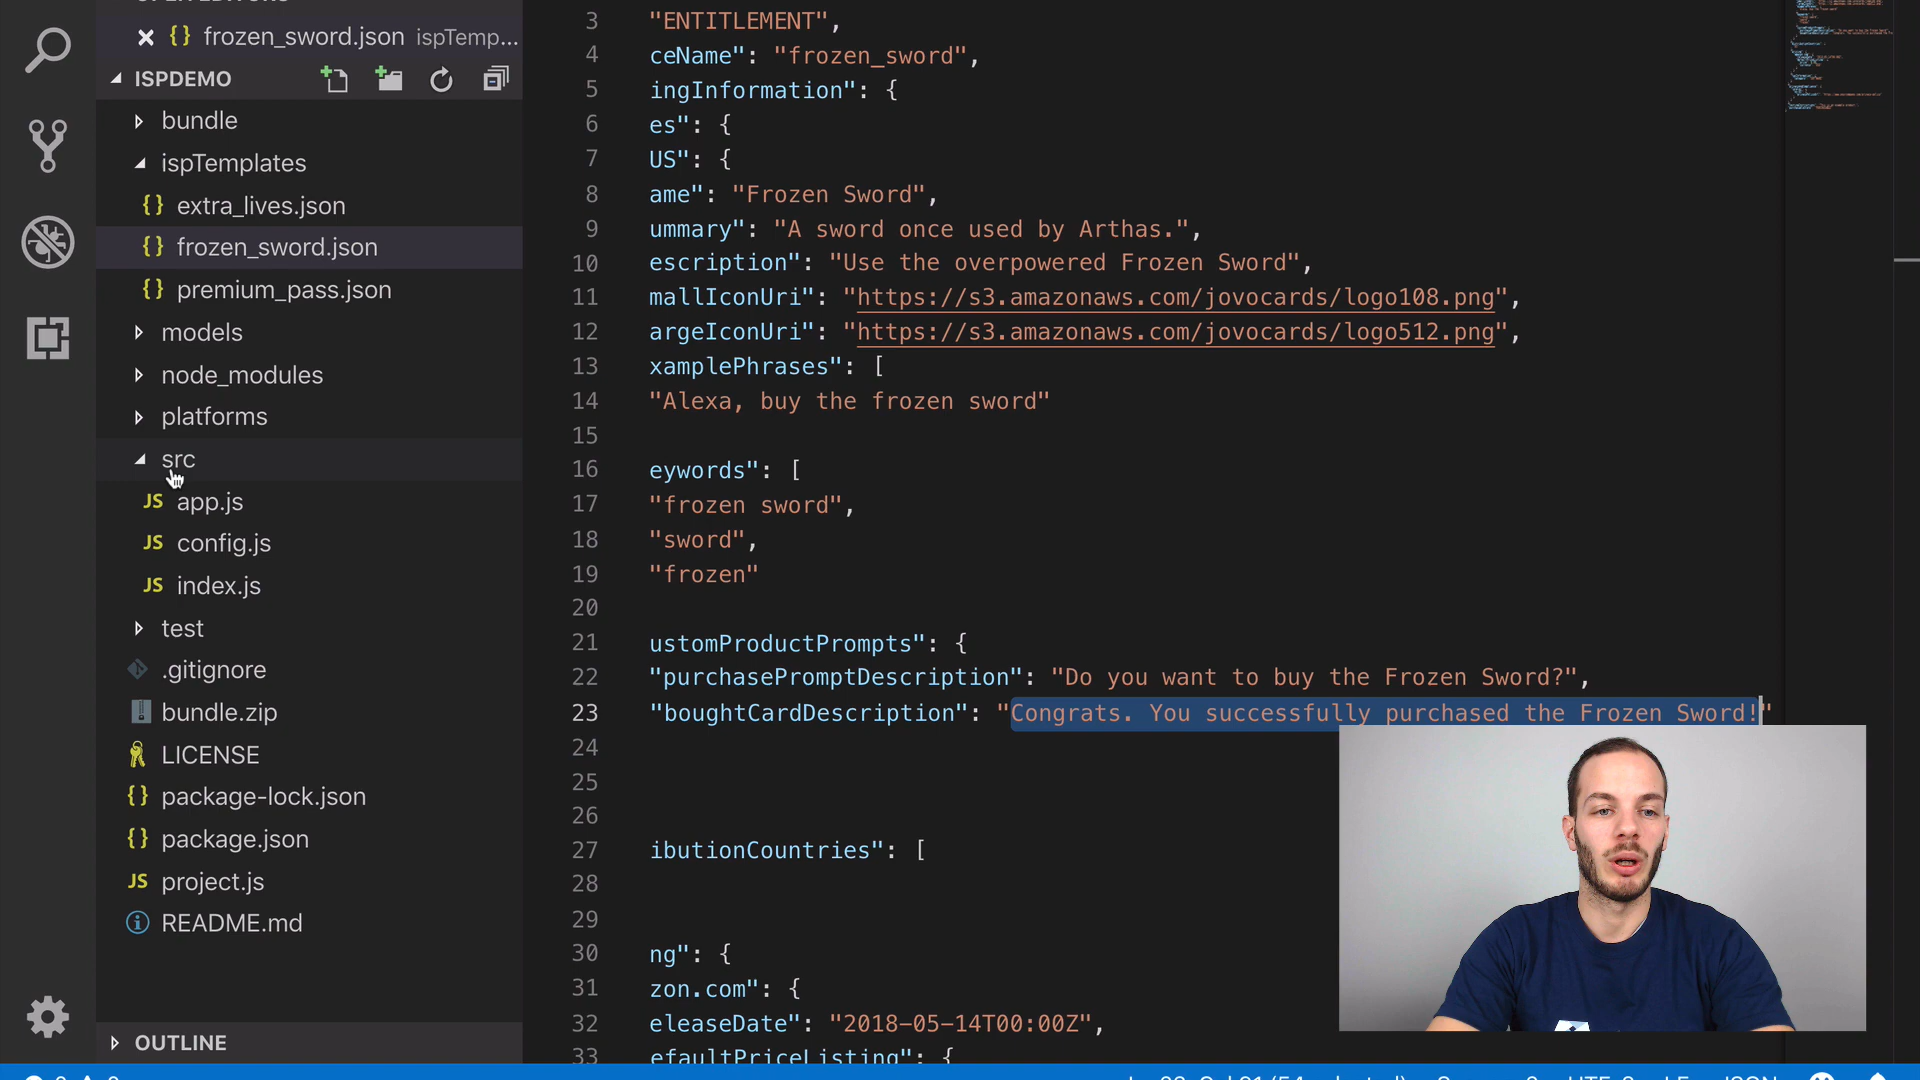 frozen_sword.json ispTemp...
ISPDEMO
bundle
ispTemplates
{} extra_lives.json
{} frozen_sword.json
{} premium_pass.json
models
node_modules
platforms
src
JS app.js
JS config.js
JS index.js
test
.gitignore
bundle.zip
LICENSE
{} package-lock.json
{} package.json
JS project.js
README.md
OUTLINE
3 "ENTITLEMENT",
4 ceName": "frozen_sword",
5 ingInformation": {
6 es": {
7 US": {
8 ame": "Frozen Sword",
9 ummary": "A sword once used by Arthas.",
10 escription": "Use the overpowered Frozen Sword",
11 mallIconUri": "https://s3.amazonaws.com/jovocards/logo108.png",
12 argeIconUri": "https://s3.amazonaws.com/jovocards/logo512.png",
13 xamplePhrases": [
14 "Alexa, buy the frozen sword"
15
16 eywords": [
17 "frozen sword",
18 "sword",
19 "frozen"
20
21 ustomProductPrompts": {
22 "purchasePromptDescription": "Do you want to buy the Frozen Sword?",
23 "boughtCardDescription": "Congrats. You successfully purchased the Frozen Sword!"
24
25
26
27 ibutionCountries": [
28
29
30 ng": {
31 zon.com": {
32 eleaseDate": "2018-05-14T00:00Z",
33 efaultPriceListing": {